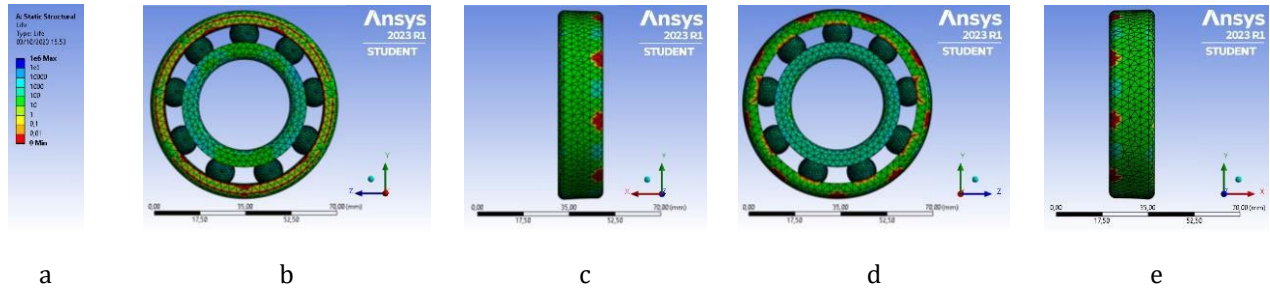 A: Static Structural
Life
Type: Life
1e6 Max
1e5
10000
1000
100
10
1
0,1
0,01
0 Min
Ansys
2023 R1
STUDENT
Y
Z
X
0,00
35,00
70,00 (mm)
17,50
52,50
Ansys
2023 R1
STUDENT
Y
X
0,00
35,00
70,00 (mm)
17,50
52,50
Ansys
2023 R1
STUDENT
Y
Z
0,00
35,00
70,00 (mm)
17,50
52,50
Ansys
2023 R1
STUDENT
Y
X
0,00
35,00
70,00 (mm)
17,50
52,50
a b c d e